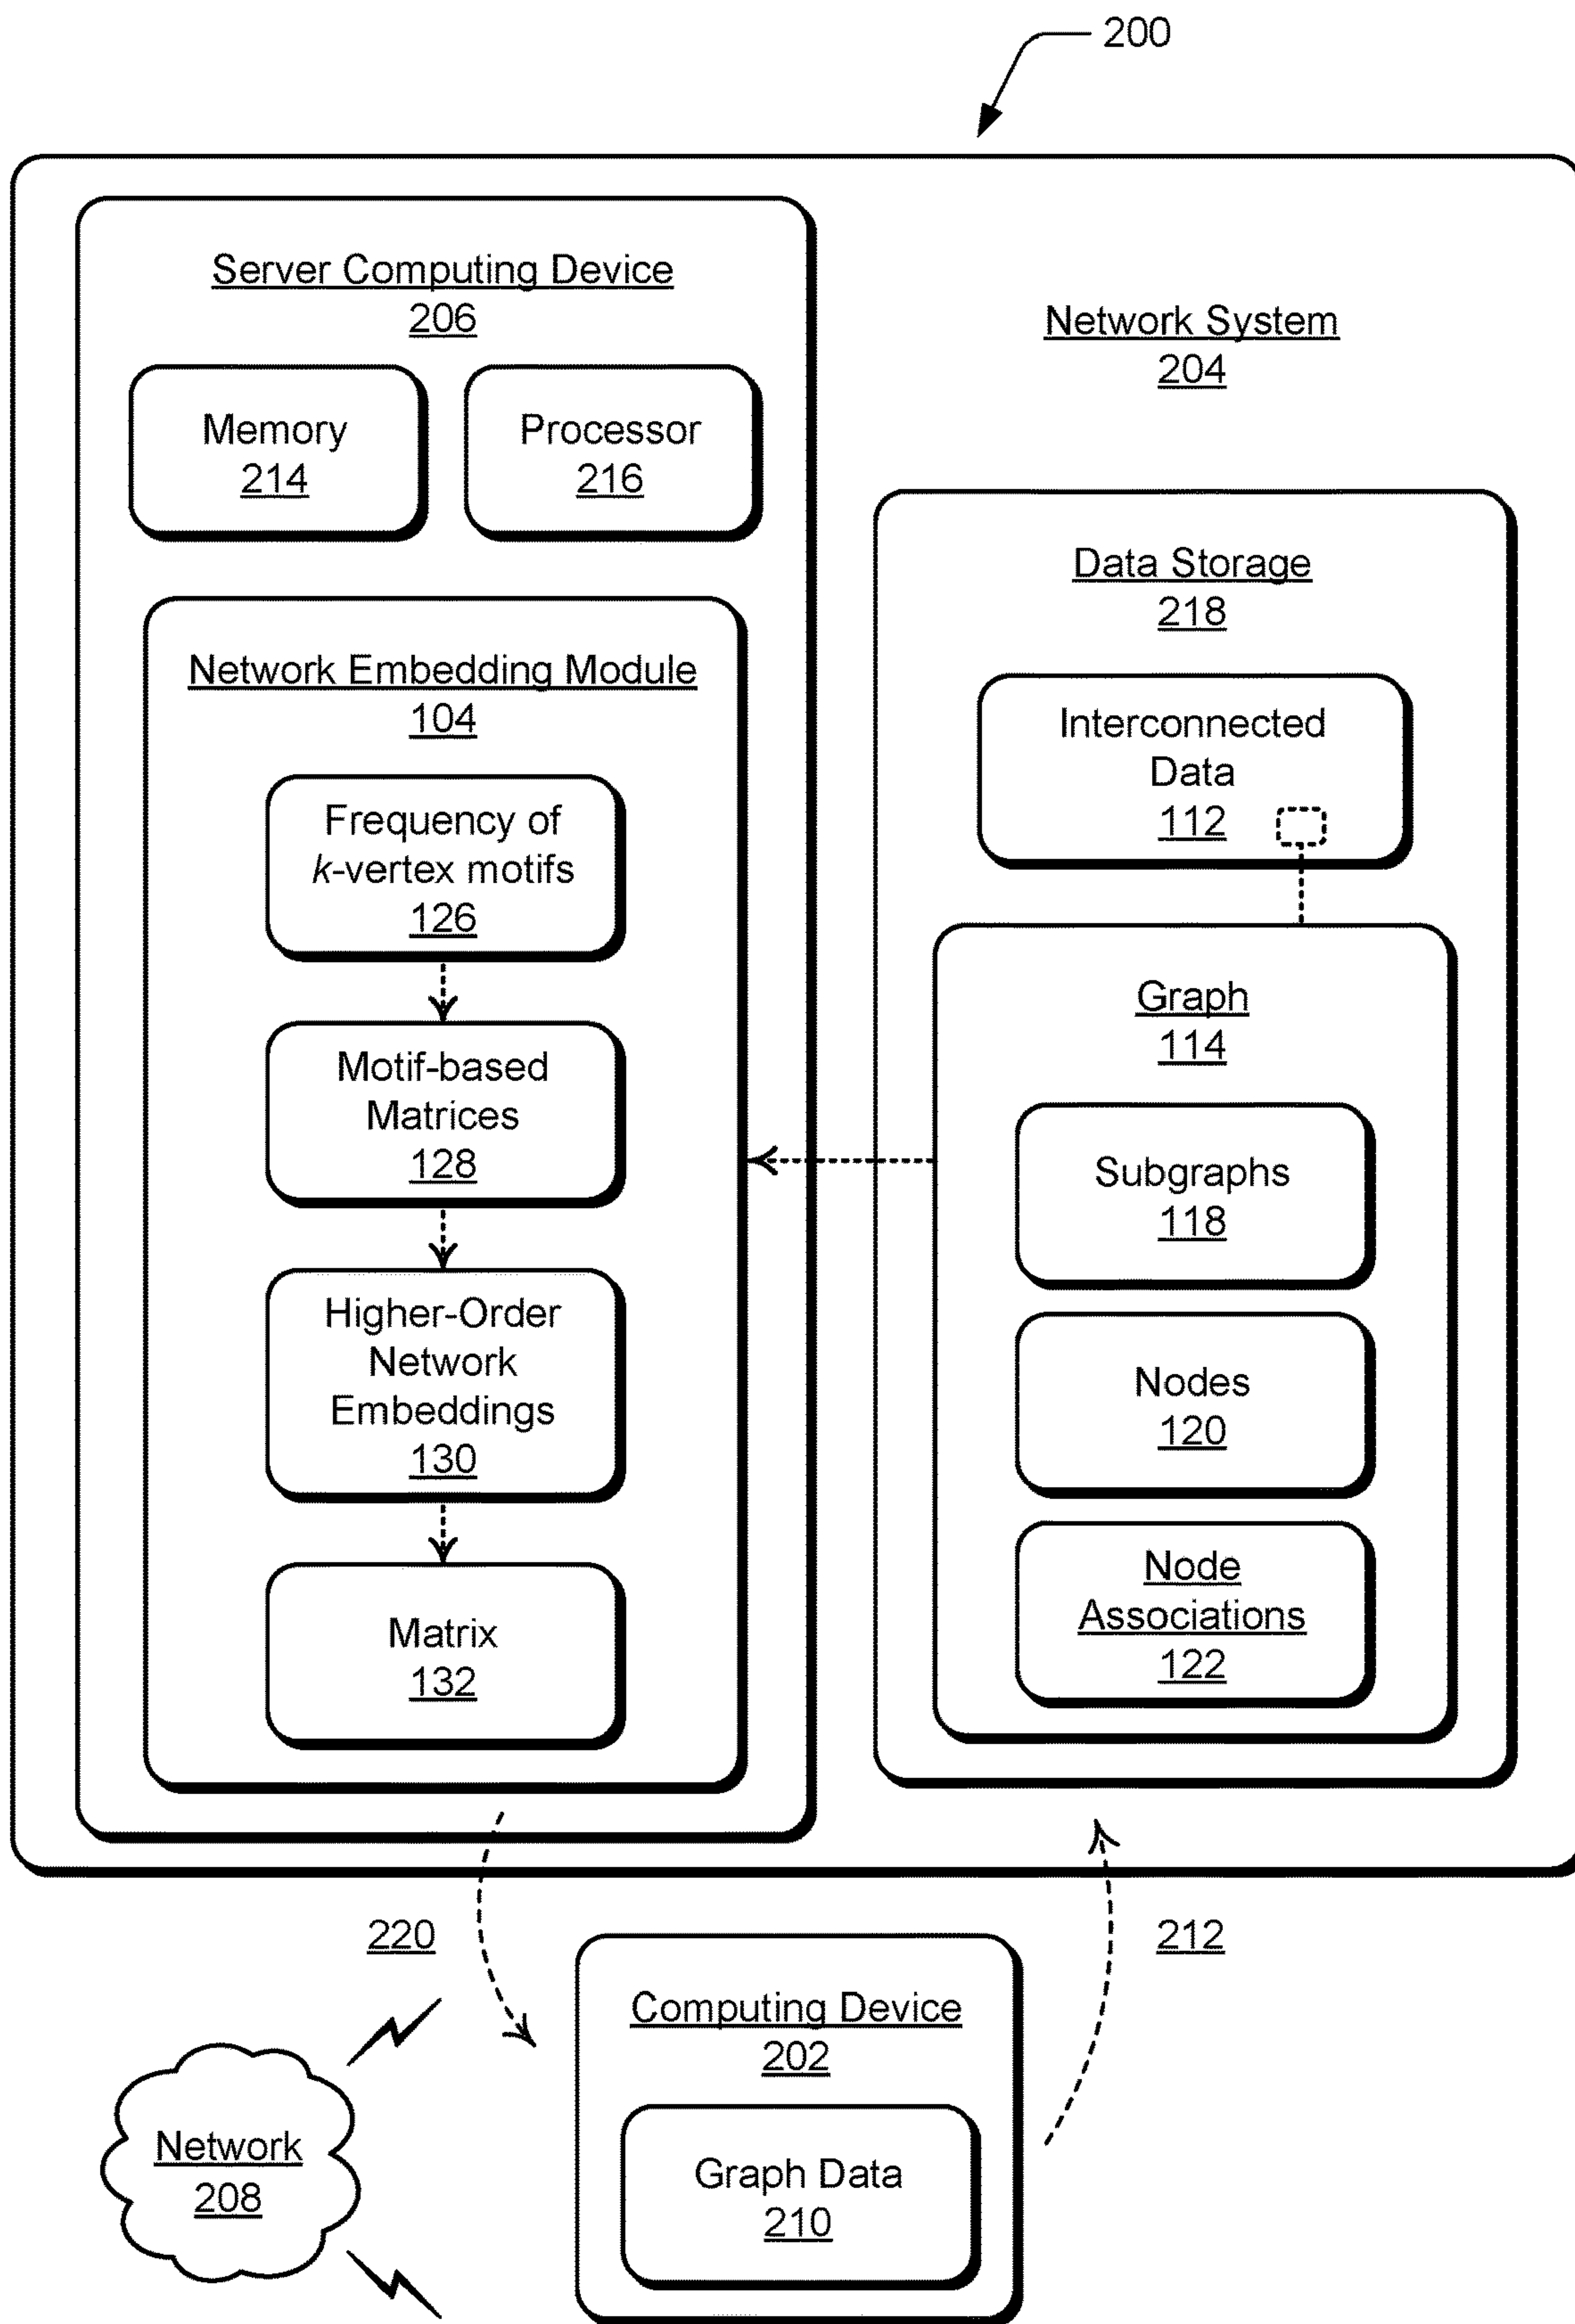 200
Server Computing Device
206
Network System
204
Memory
214
Processor
216
Data Storage
218
Network Embedding Module
104
Interconnected
Data
112
Frequency of
k-vertex motifs
126
Graph
114
Motif-based
Matrices
128
Subgraphs
118
Higher-Order
Network
Embeddings
130
Nodes
120
Node
Associations
122
Matrix
132
220
212
Computing Device
202
Network
208
Graph Data
210